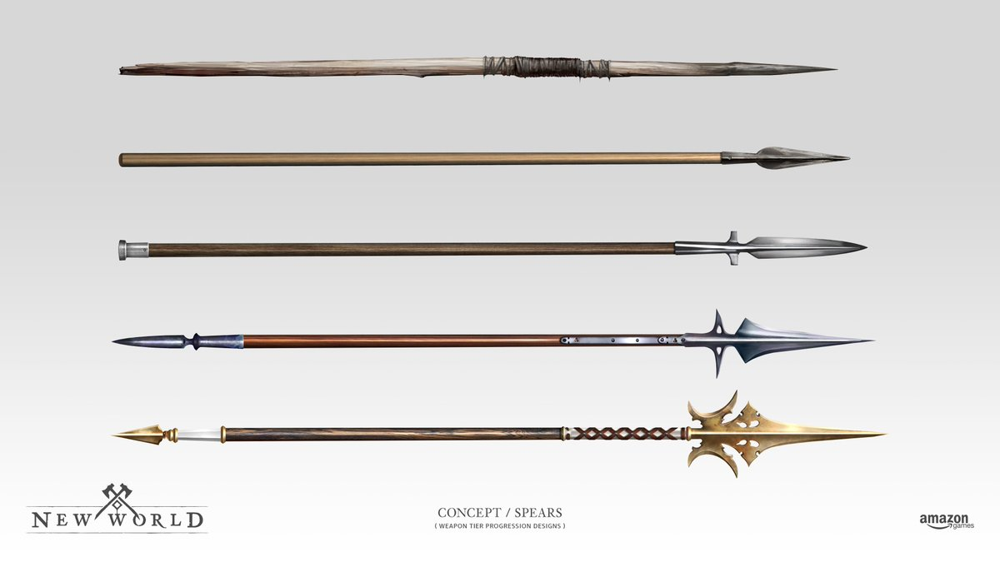 NEW WORLD
CONCEPT / SPEARS
( WEAPON TIER PROGRESSION DESIGNS )
amazon
games